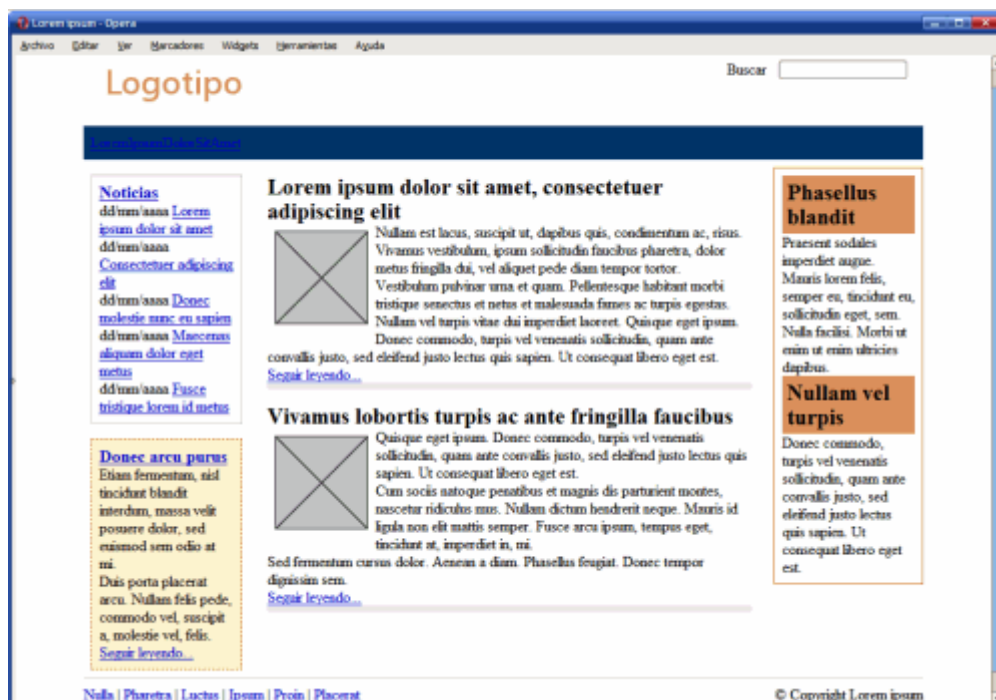 Lorem ipsum - Opera
Archivo Editar Ver Marcadores Widgets Herramientas Ayuda
Logotipo
Buscar
LoremIpsumDolorSitAmet
Noticias
dd/mm/aaaa Lorem
ipsum dolor sit amet
dd/mm/aaaa
Consectetuer adipiscing
elit
dd/mm/aaaa Donec
molestie nunc eu sapien
dd/mm/aaaa Maecenas
aliquam dolor eget
metus
dd/mm/aaaa Fusce
tristique lorem id metus
Donec arcu purus
Etiam fermentum, nisl
tincidunt blandit
interdum, massa velit
posuere dolor, sed
euismod sem odio at
mi.
Duis porta placerat
arcu. Nullam felis pede,
commodo vel, suscipit
a, molestie vel, felis.
Seguir leyendo...
Lorem ipsum dolor sit amet, consectetuer
adipiscing elit
Nullam est lacus, suscipit ut, dapibus quis, condimentum ac, risus.
Vivamus vestibulum, ipsum sollicitudin faucibus pharetra, dolor
metus fringilla dui, vel aliquet pede diam tempor tortor.
Vestibulum pulvinar urna et quam. Pellentesque habitant morbi
tristique senectus et netus et malesuada fames ac turpis egestas.
Nullam vel turpis vitae dui imperdiet laoreet. Quisque eget ipsum.
Donec commodo, turpis vel venenatis sollicitudin, quam ante
convallis justo, sed eleifend justo lectus quis sapien. Ut consequat libero eget est.
Seguir leyendo...
Vivamus lobortis turpis ac ante fringilla faucibus
Quisque eget ipsum. Donec commodo, turpis vel venenatis
sollicitudin, quam ante convallis justo, sed eleifend justo lectus quis
sapien. Ut consequat libero eget est.
Cum sociis natoque penatibus et magnis dis parturient montes,
nascetur ridiculus mus. Nullam dictum hendrerit neque. Mauris id
ligula non elit mattis semper. Fusce arcu ipsum, tempus eget,
tincidunt at, imperdiet in, mi.
Sed fermentum cursus dolor. Aenean a diam. Phasellus feugiat. Donec tempor
dignissim sem.
Seguir leyendo...
Phasellus
blandit
Praesent sodales
imperdiet augue.
Mauris lorem felis,
semper eu, tincidunt eu,
sollicitudin eget, sem.
Nulla facilisi. Morbi ut
enim ut enim ultricies
dapibus.
Nullam vel
turpis
Donec commodo,
turpis vel venenatis
sollicitudin, quam ante
convallis justo, sed
eleifend justo lectus
quis sapien. Ut
consequat libero eget
est.
Nulla | Pharetra | Luctus | Ipsum | Proin | Placerat
© Copyright Lorem ipsum